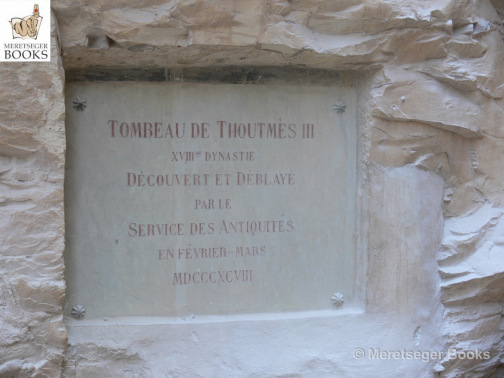 MERETSEGER
BOOKS
TOMBEAU DE THOUTMÈS III
XVIIIme DYNASTIE
DÉCOUVERT ET DÉBLAYÉ
PAR LE
SERVICE DES ANTIQUITÉS
EN FÉVRIER-MARS
MDCCCXCVIII
© Meretseger Books